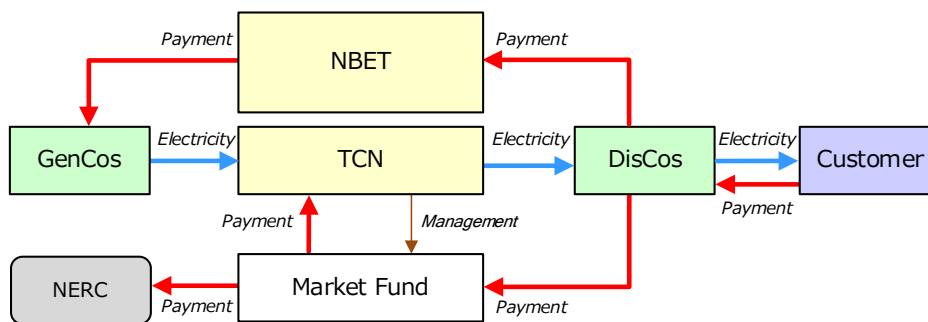 Payment
Payment
NBET
Electricity
Electricity
Electricity
GenCos
TCN
DisCos
Customer
Payment
Management
Payment
NERC
Market Fund
Payment
Payment